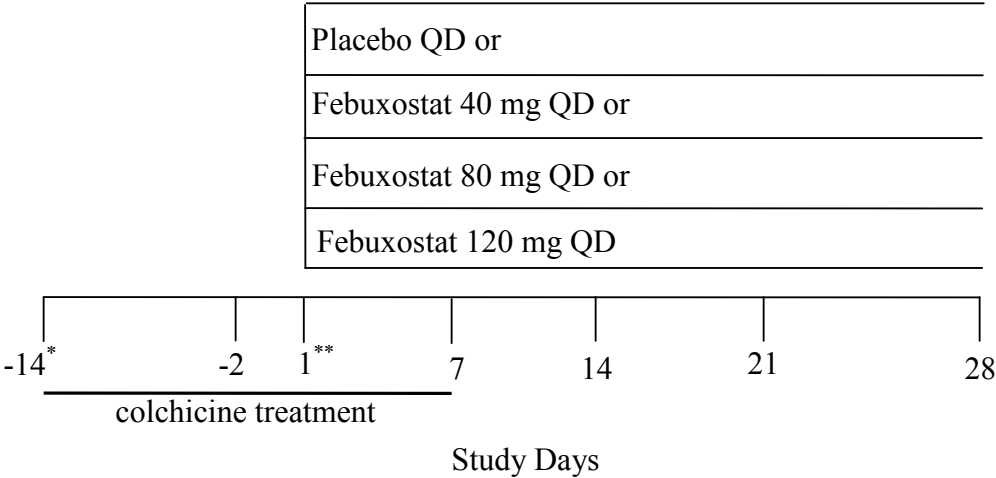 Placebo QD or
Febuxostat 40 mg QD or
Febuxostat 80 mg QD or
Febuxostat 120 mg QD
-14* -2 1** 7 14 21 28
colchicine treatment
Study Days